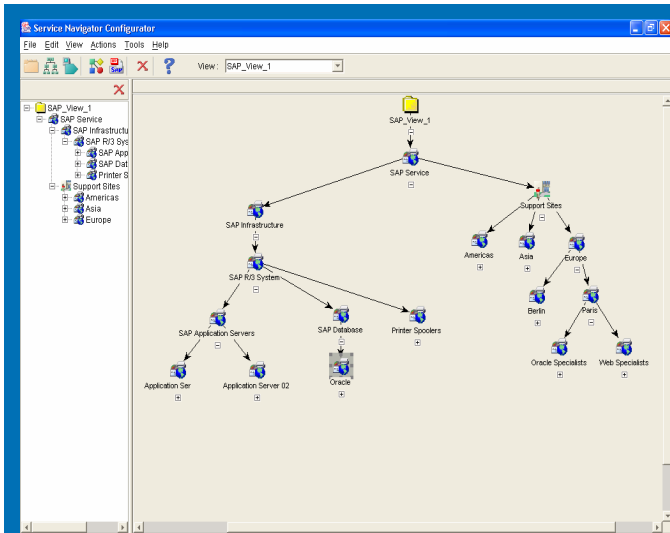 Service Navigator Configurator
File Edit View Actions Tools Help
SAP
View : SAP_View_1
SAP_View_1
SAP Service
SAP Infrastructu
SAP R/3 Sys
SAP App
SAP Dat
Printer S
Support Sites
Americas
Asia
Europe
SAP_View_1
SAP Service
SAP Infrastructure
Support Sites
SAP R/3 System
Americas
Asia
Europe
SAP Application Servers
SAP Database
Printer Spoolers
Berlin
Paris
Application Ser
Application Server 02
Oracle
Oracle Specialists
Web Specialists